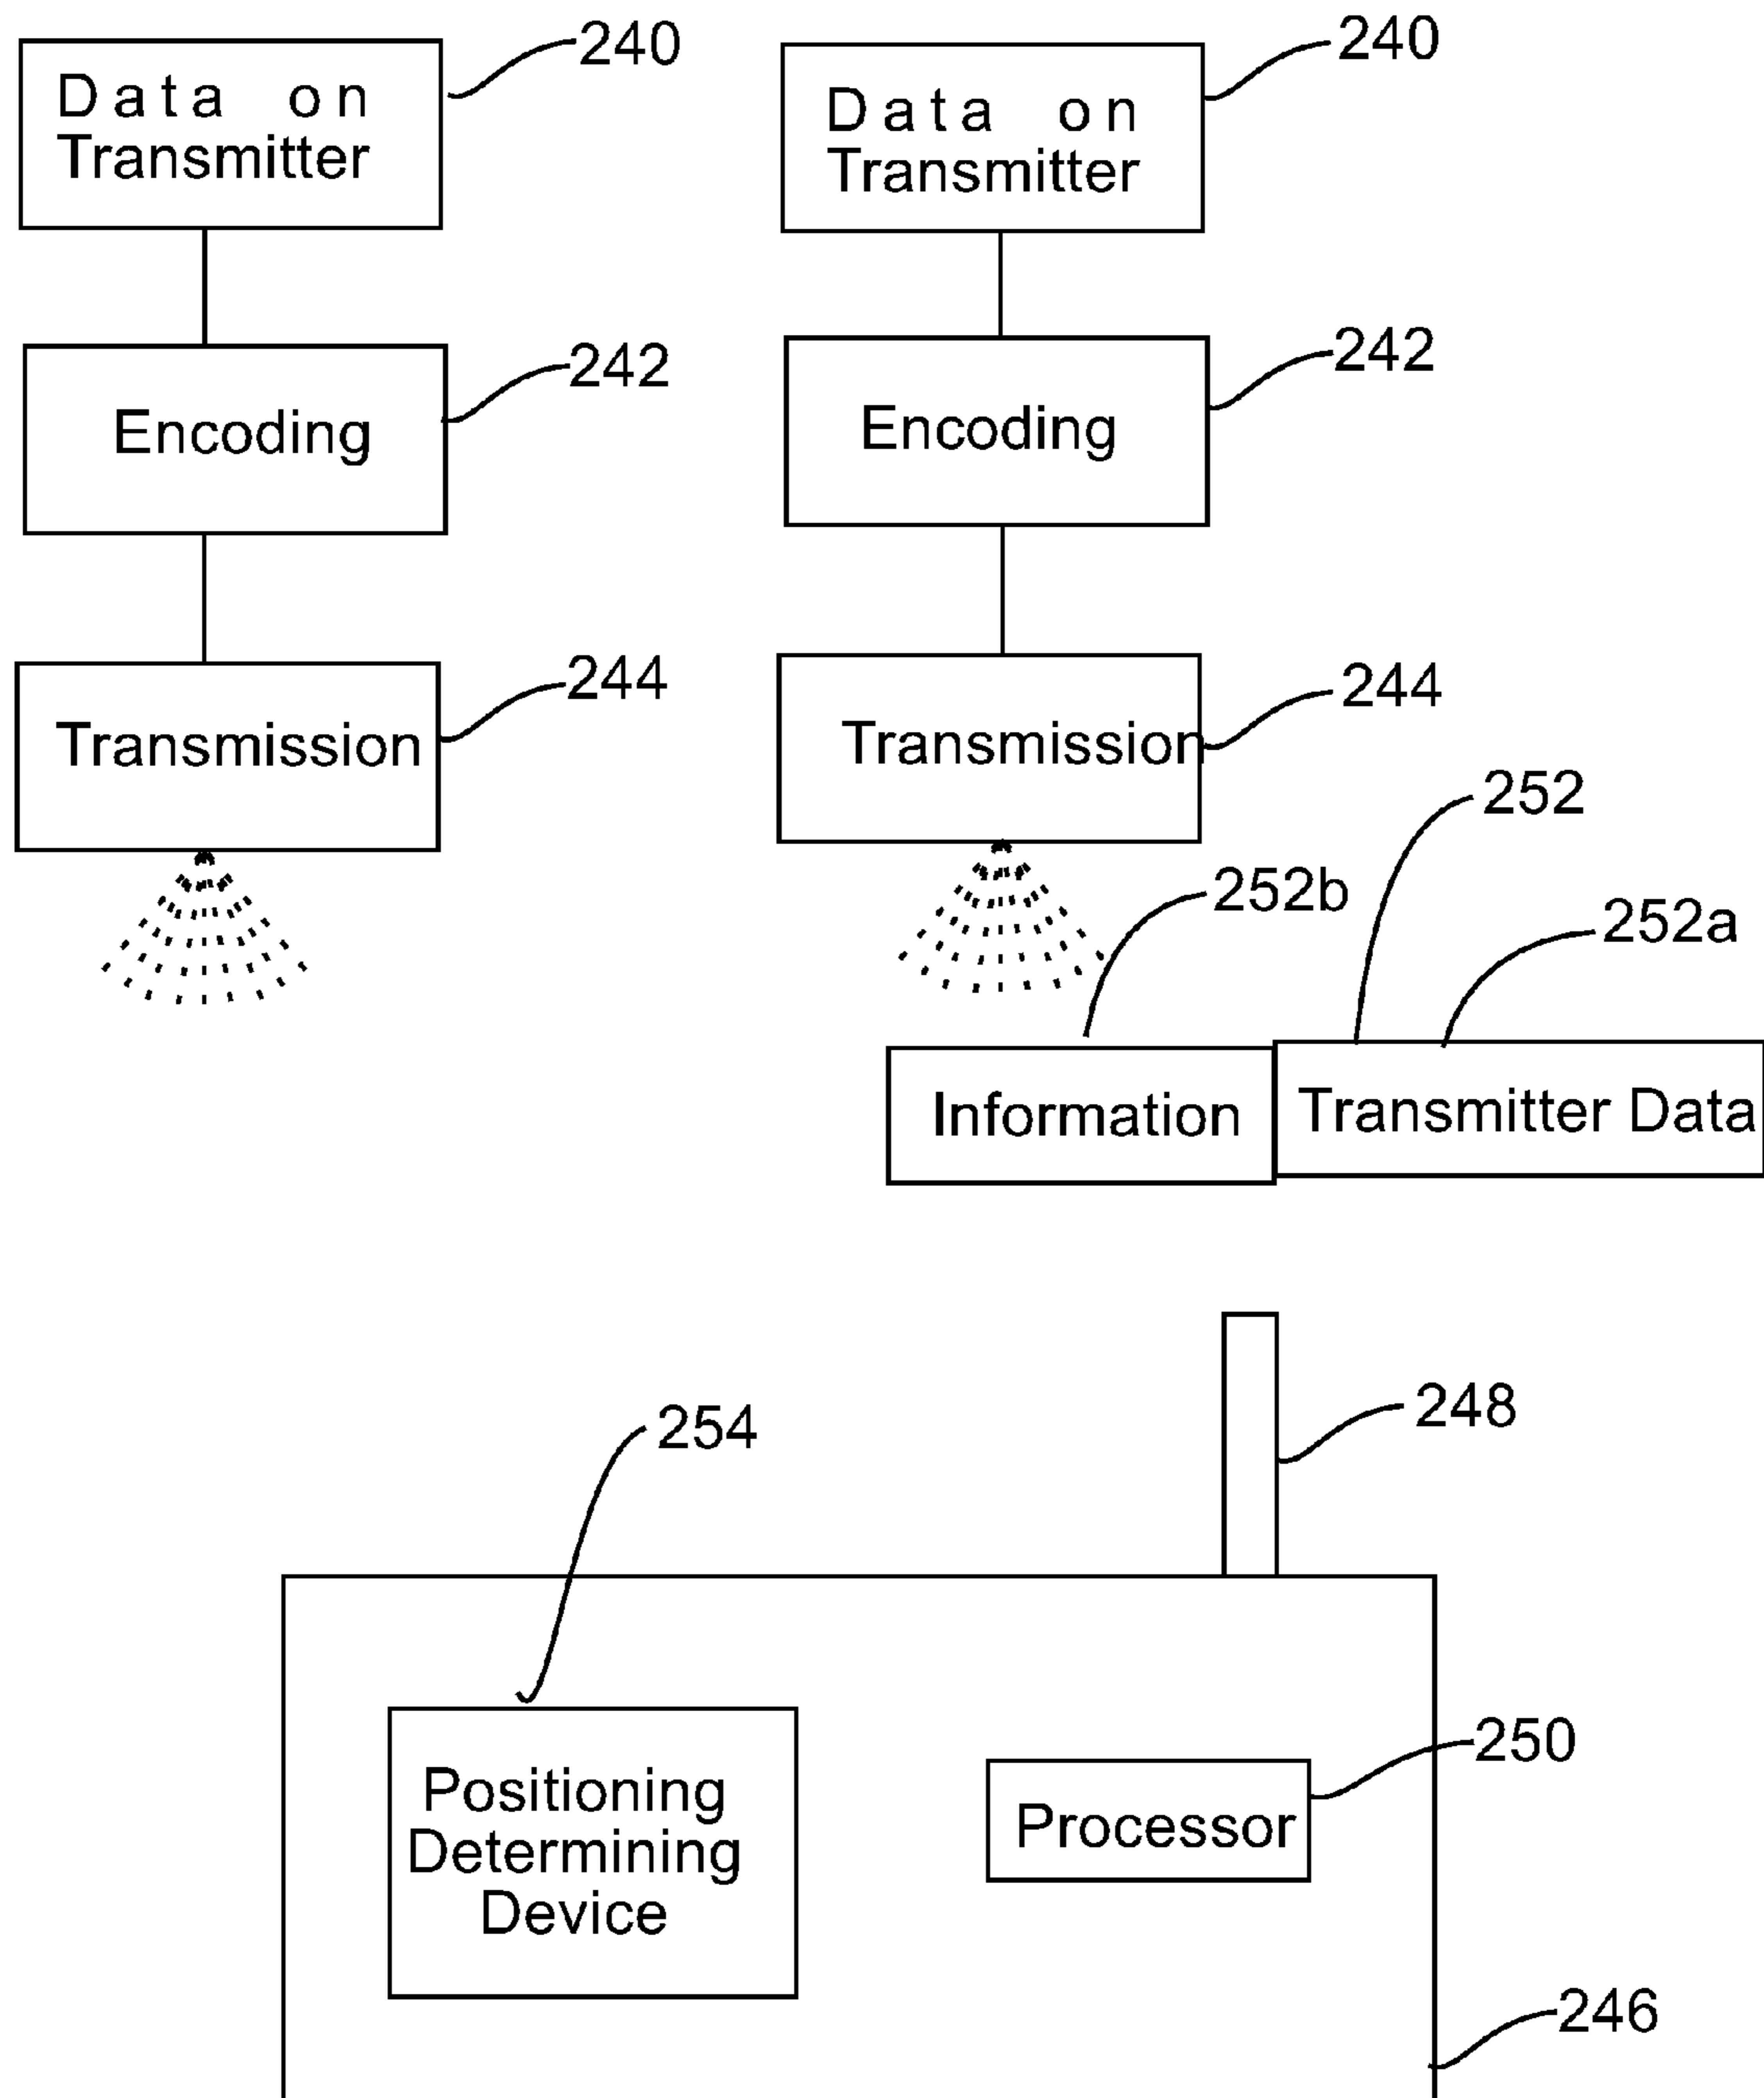 240
240
Data on
Transmitter
Data on
Transmitter
242
242
Encoding
Encoding
244
244
Transmission
Transmission
252
252b
252a
Information
Transmitter Data
248
254
250
Positioning
Determining
Device
Processor
246